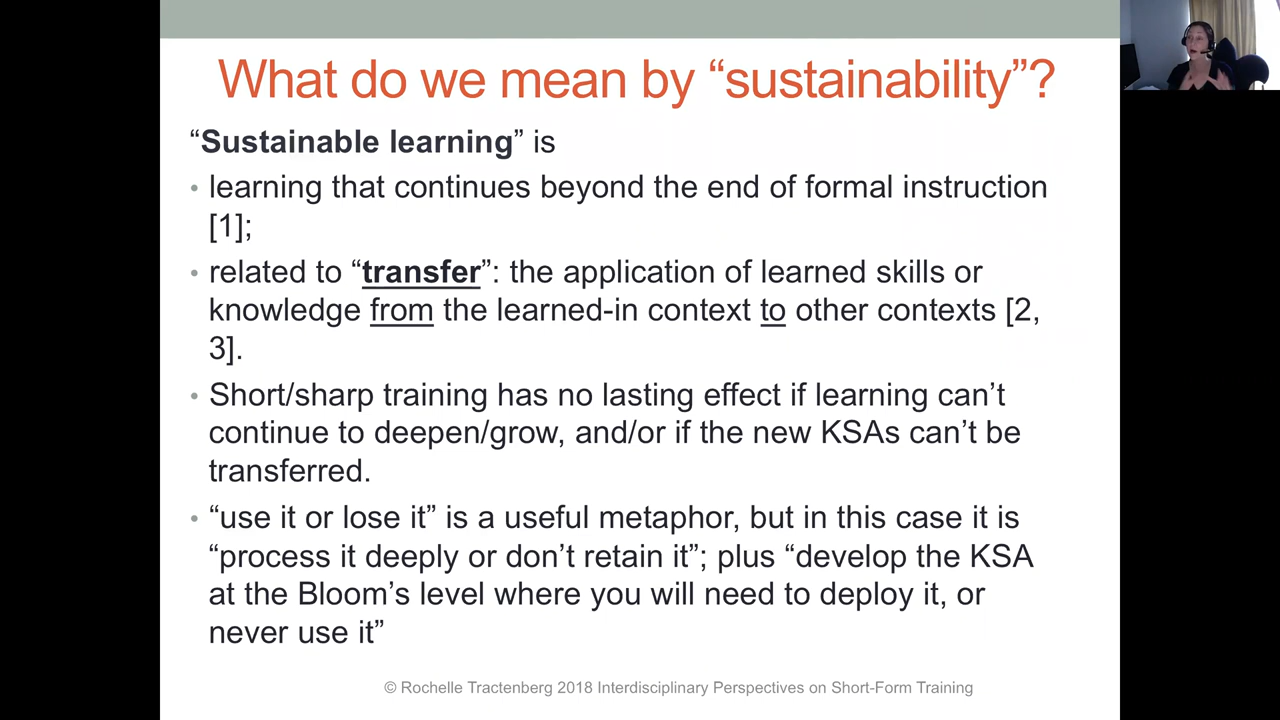 What do we mean by “sustainability”?
“Sustainable learning” is
• learning that continues beyond the end of formal instruction
[1];
• related to “transfer”: the application of learned skills or
knowledge from the learned-in context to other contexts [2,
3].
• Short/sharp training has no lasting effect if learning can’t
continue to deepen/grow, and/or if the new KSAs can’t be
transferred.
• “use it or lose it” is a useful metaphor, but in this case it is
“process it deeply or don’t retain it”; plus “develop the KSA
at the Bloom’s level where you will need to deploy it, or
never use it”
© Rochelle Tractenberg 2018 Interdisciplinary Perspectives on Short-Form Training